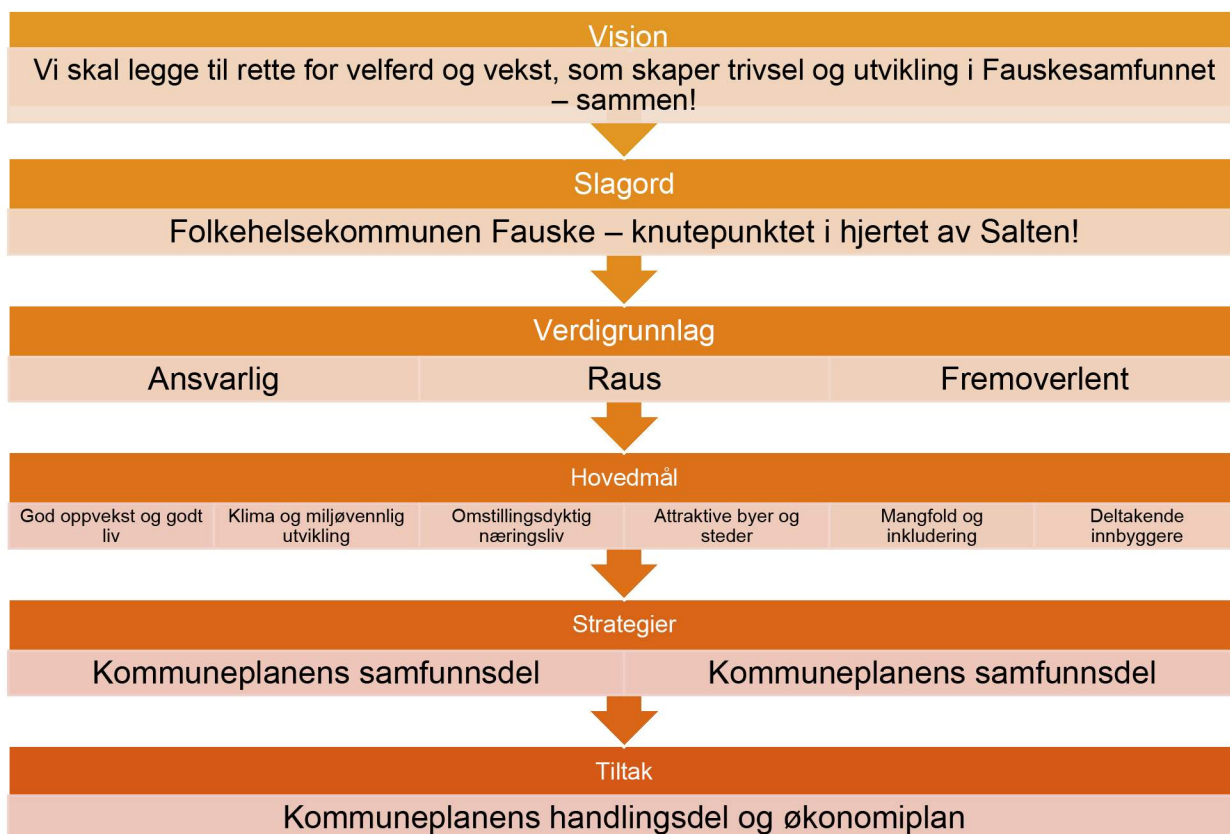 Visjon
Vi skal legge til rette for velferd og vekst, som skaper trivsel og utvikling i Fauskesamfunnet
– sammen!
Slagord
Folkehelsekommunen Fauske – knutepunktet i hjertet av Salten!
Verdigrunnlag
Ansvarlig
Raus
Fremoverlent
Hovedmål
God oppvekst og godt
liv
Klima og miljøvennlig
utvikling
Omstillingsdyktig
næringsliv
Attraktive byer og
steder
Mangfold og
inkludering
Deltakende
innbyggere
Strategier
Kommuneplanens samfunnsdel
Kommuneplanens samfunnsdel
Tiltak
Kommuneplanens handlingsdel og økonomiplan